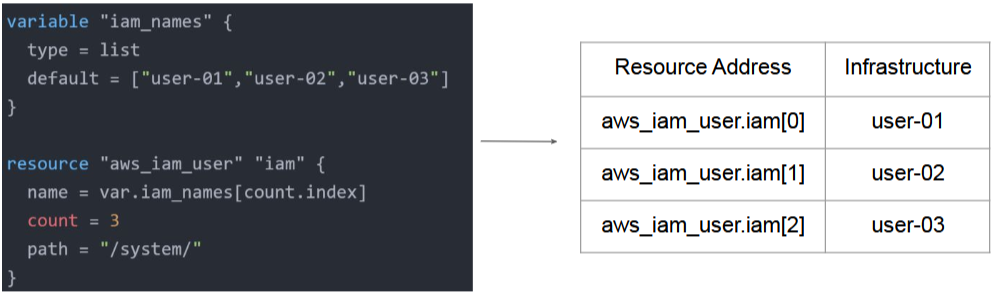 variable "iam_names" {
  type = list
  default = ["user-01","user-02","user-03"]
}
resource "aws_iam_user" "iam" {
  name = var.iam_names[count.index]
  count = 3
  path = "/system/"
}
Resource Address Infrastructure
aws_iam_user.iam[0] user-01
aws_iam_user.iam[1] user-02
aws_iam_user.iam[2] user-03